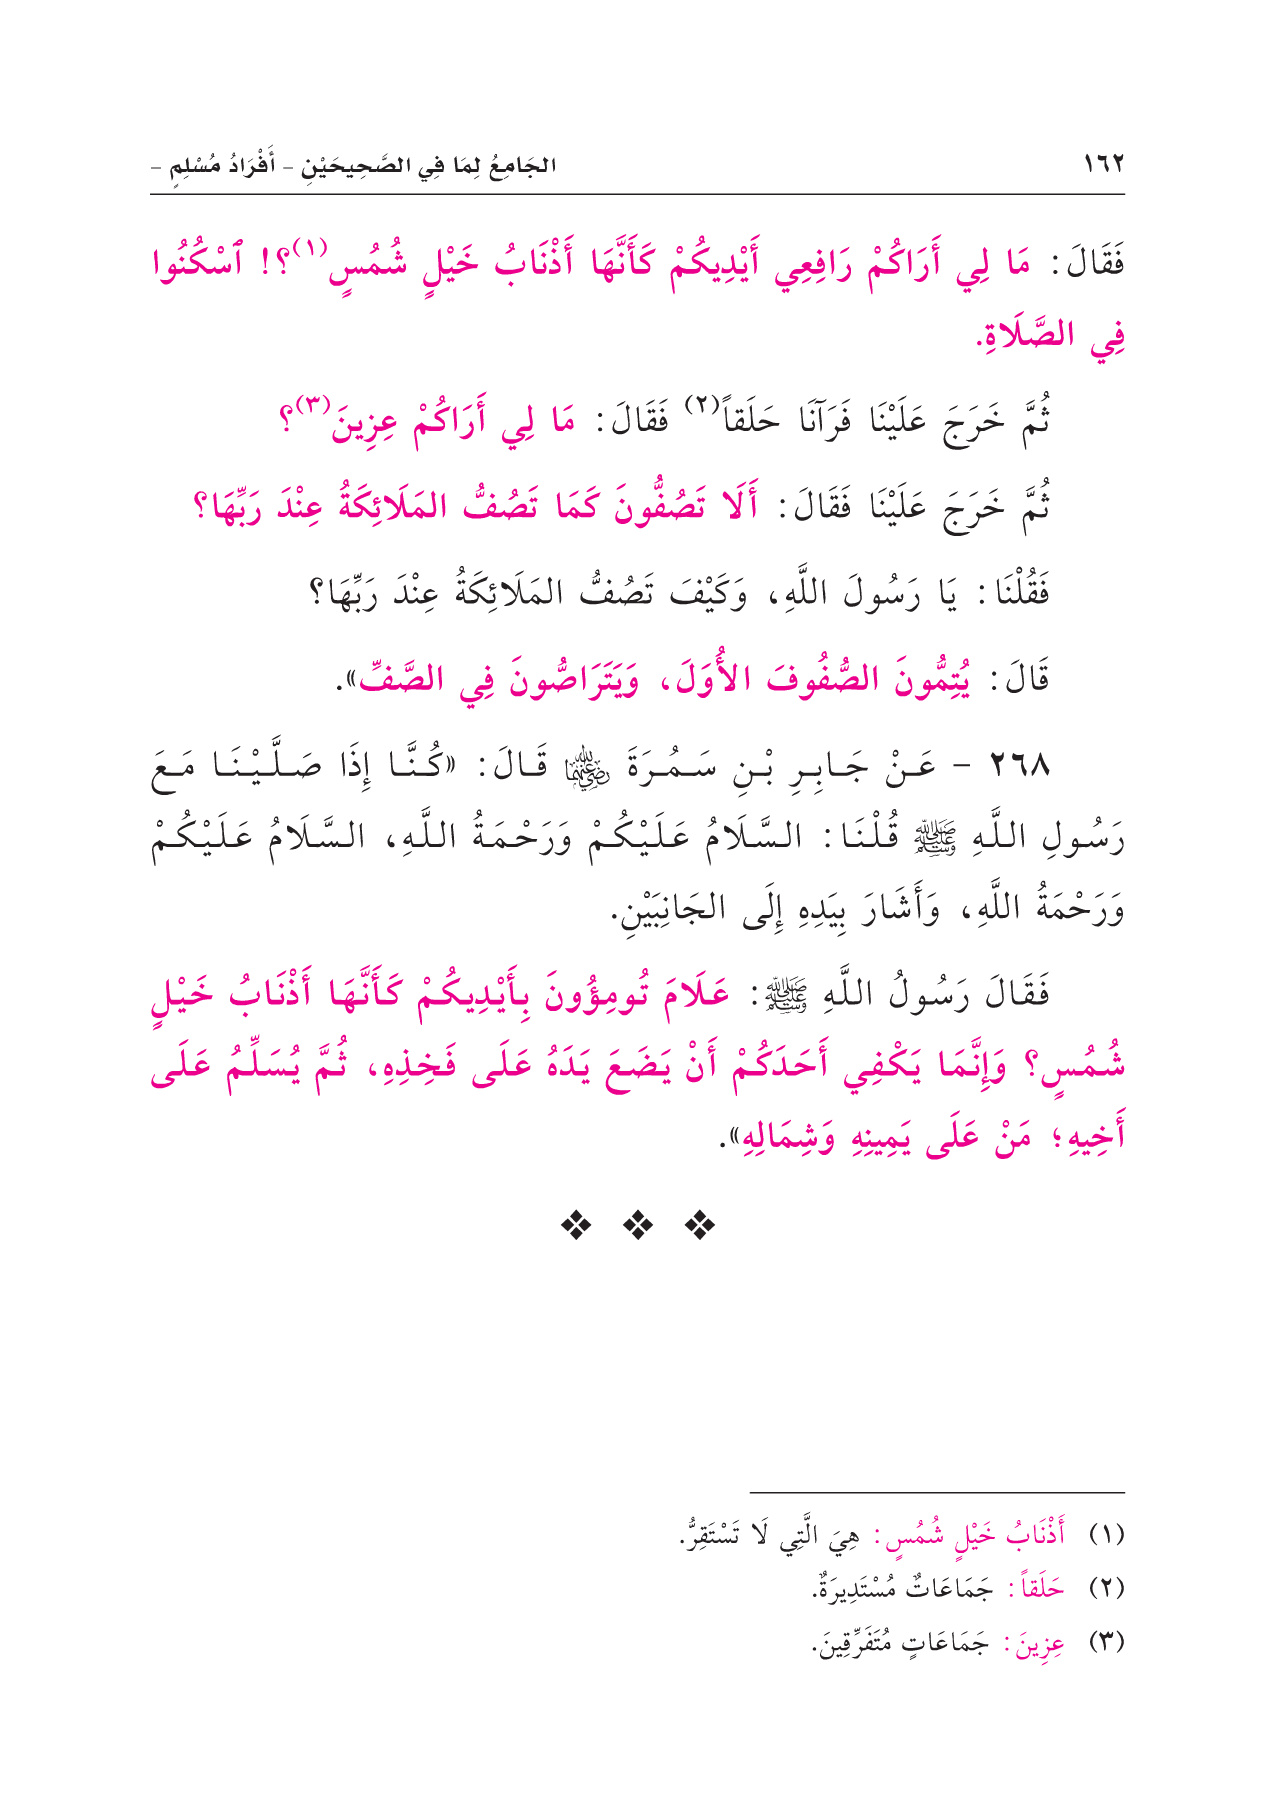 ١٦٢ الجَامِعُ لِمَا فِي الصَّحِيحَيْنِ - أَفْرَادُ مُسْلِمٍ -
فَقَالَ: مَا لِي أَرَاكُمْ رَافِعِي أَيْدِيكُمْ كَأَنَّهَا أَذْنَابُ خَيْلٍ شُمُسٍ(١)؟! ٱسْكُنُوا
فِي الصَّلَاةِ.
ثُمَّ خَرَجَ عَلَيْنَا فَرَآنَا حَلَقاً(٢) فَقَالَ: مَا لِي أَرَاكُمْ عِزِينَ(٣)؟
ثُمَّ خَرَجَ عَلَيْنَا فَقَالَ: أَلَا تَصُفُّونَ كَمَا تَصُفُّ المَلَائِكَةُ عِنْدَ رَبِّهَا؟
فَقُلْنَا: يَا رَسُولَ اللَّهِ، وَكَيْفَ تَصُفُّ المَلَائِكَةُ عِنْدَ رَبِّهَا؟
قَالَ: يُتِمُّونَ الصُّفُوفَ الأُوَلَ، وَيَتَرَاصُّونَ فِي الصَّفِّ».
٢٦٨ - عَنْ جَابِرِ بْنِ سَمُرَةَ رضي الله عنهما قَالَ: «كُنَّا إِذَا صَلَّيْنَا مَعَ
رَسُولِ اللَّهِ ﷺ قُلْنَا: السَّلَامُ عَلَيْكُمْ وَرَحْمَةُ اللَّهِ، السَّلَامُ عَلَيْكُمْ
وَرَحْمَةُ اللَّهِ، وَأَشَارَ بِيَدِهِ إِلَى الجَانِبَيْنِ.
فَقَالَ رَسُولُ اللَّهِ ﷺ: عَلَامَ تُومِؤُونَ بِأَيْدِيكُمْ كَأَنَّهَا أَذْنَابُ خَيْلٍ
شُمُسٍ؟ وَإِنَّمَا يَكْفِي أَحَدَكُمْ أَنْ يَضَعَ يَدَهُ عَلَى فَخِذِهِ، ثُمَّ يُسَلِّمُ عَلَى
أَخِيهِ؛ مَنْ عَلَى يَمِينِهِ وَشِمَالِهِ».
(١) أَذْنَابُ خَيْلٍ شُمُسٍ: هِيَ الَّتِي لَا تَسْتَقِرُّ.
(٢) حَلَقاً: جَمَاعَاتٌ مُسْتَدِيرَةٌ.
(٣) عِزِينَ: جَمَاعَاتٍ مُتَفَرِّقِينَ.